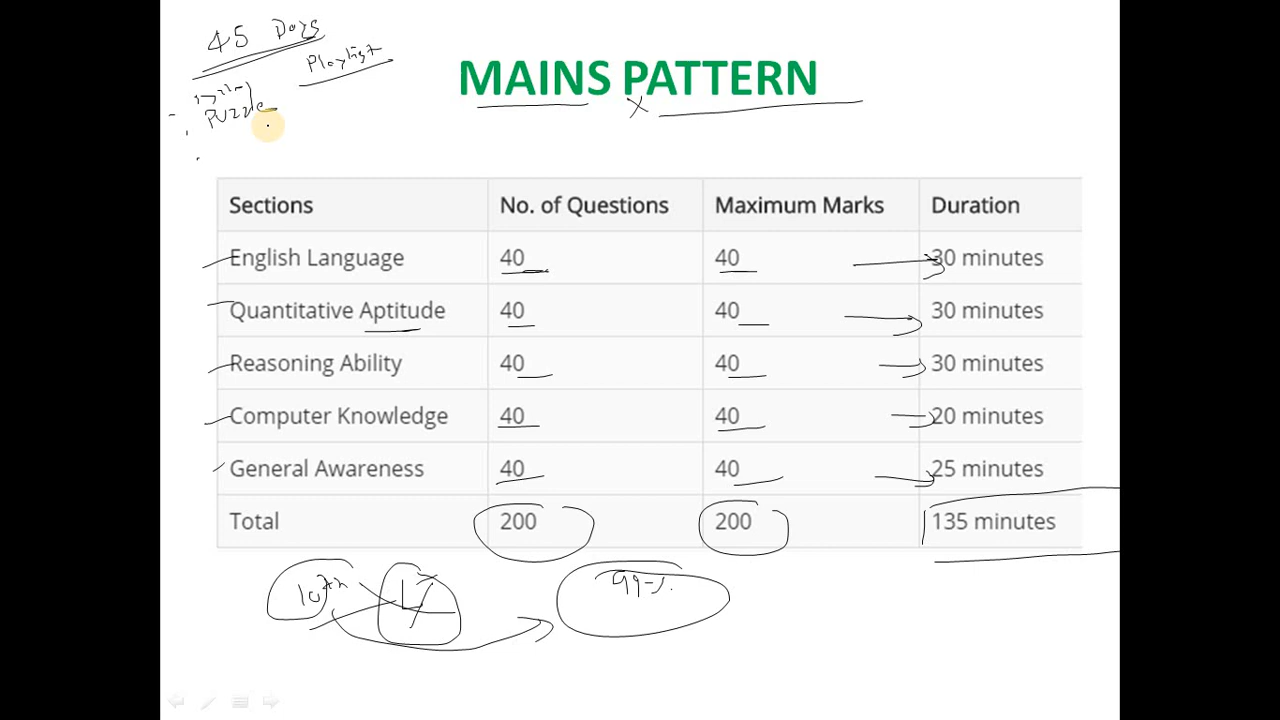 45 Days
Playlist
Puzzle
MAINS PATTERN
Sections No. of Questions Maximum Marks Duration
English Language 40 40 30 minutes
Quantitative Aptitude 40 40 30 minutes
Reasoning Ability 40 40 30 minutes
Computer Knowledge 40 40 20 minutes
General Awareness 40 40 25 minutes
Total 200 200 135 minutes
10th